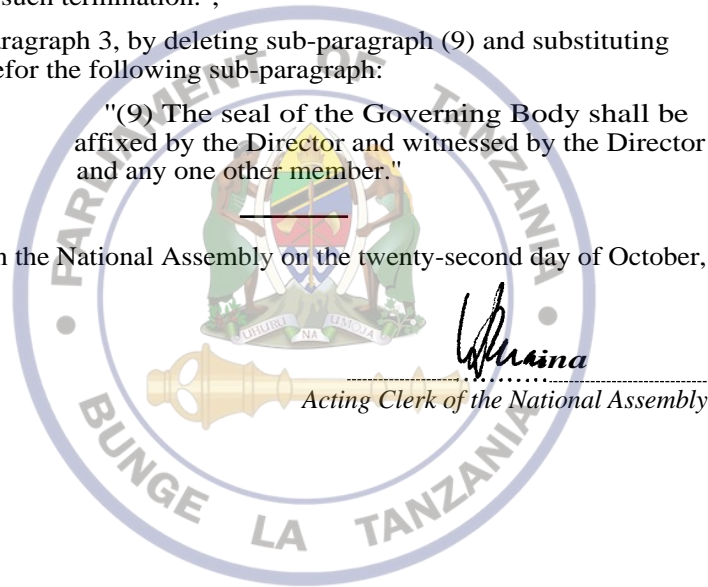 such termination.",
aragraph 3, by deleting sub-paragraph (9) and substituting
efor the following sub-paragraph:
"(9) The seal of the Governing Body shall be
affixed by the Director and witnessed by the Director
and any one other member."
n the National Assembly on the twenty-second day of October,
Acting Clerk of the National Assembly
PARLIAMENT OF TANZANIA
UHURU NA UMOJA
BUNGE LA TANZANIA